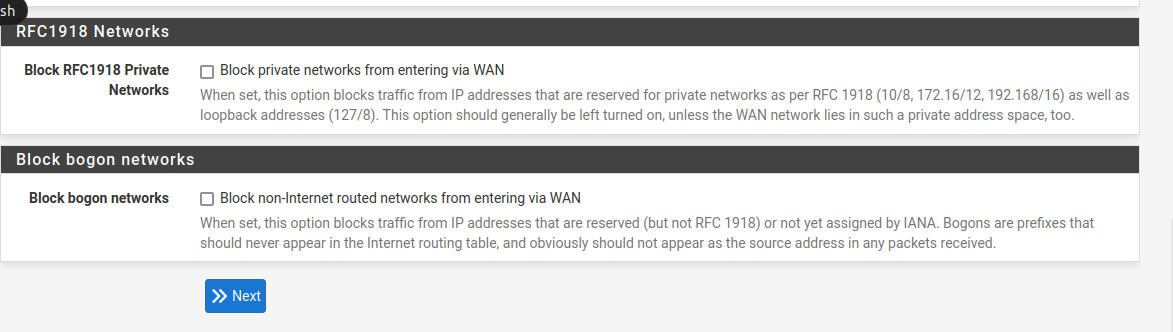 sh
RFC1918 Networks
Block RFC1918 Private
Networks
Block private networks from entering via WAN
When set, this option blocks traffic from IP addresses that are reserved for private networks as per RFC 1918 (10/8, 172.16/12, 192.168/16) as well as
loopback addresses (127/8). This option should generally be left turned on, unless the WAN network lies in such a private address space, too.
Block bogon networks
Block bogon networks
Block non-Internet routed networks from entering via WAN
When set, this option blocks traffic from IP addresses that are reserved (but not RFC 1918) or not yet assigned by IANA. Bogons are prefixes that
should never appear in the Internet routing table, and obviously should not appear as the source address in any packets received.
Next